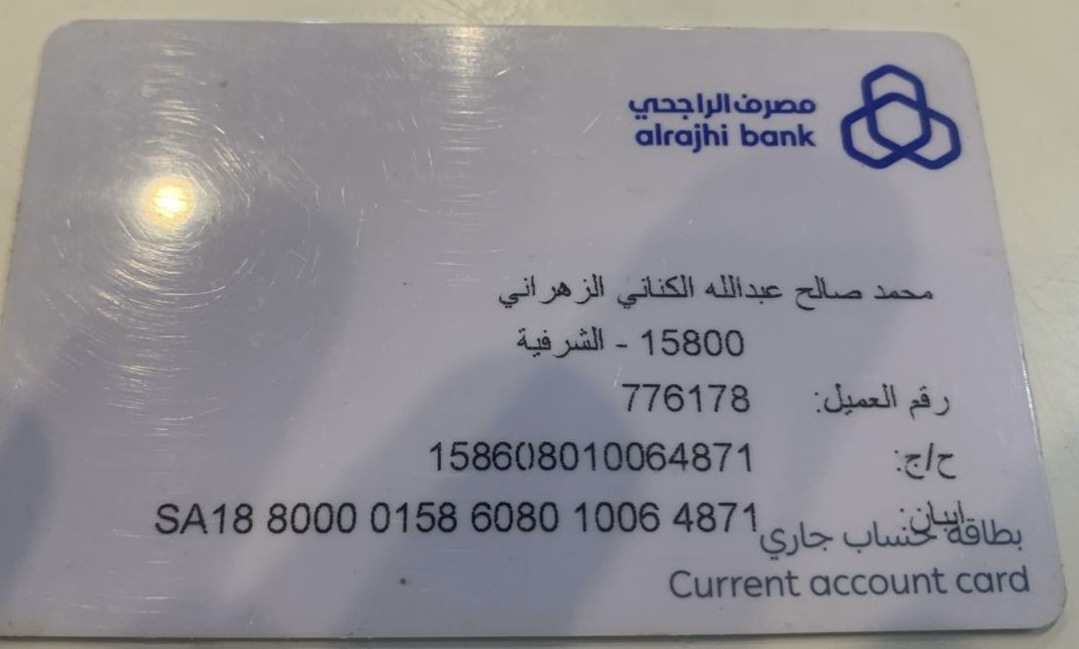 مصرف الراجحي
alrajhi bank
محمد صالح عبدالله الكناني الزهراني
15800 - الشرفية
رقم العميل: 776178
ح/ج: 158608010064871
ايبان: SA18 8000 0158 6080 1006 4871
بطاقة حساب جاري
Current account card